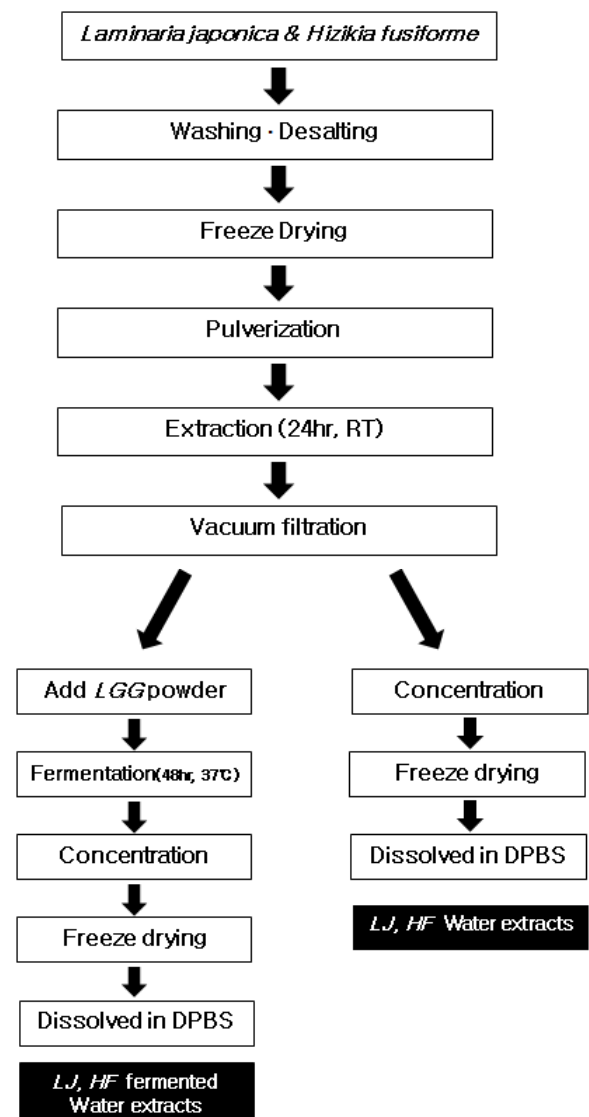 Laminaria japonica & Hizikia fusiforme
Washing · Desalting
Freeze Drying
Pulverization
Extraction (24hr, RT)
Vacuum filtration
Add LGG powder
Fermentation(48hr, 37℃)
Concentration
Freeze drying
Dissolved in DPBS
LJ, HF fermented
Water extracts
Concentration
Freeze drying
Dissolved in DPBS
LJ, HF Water extracts